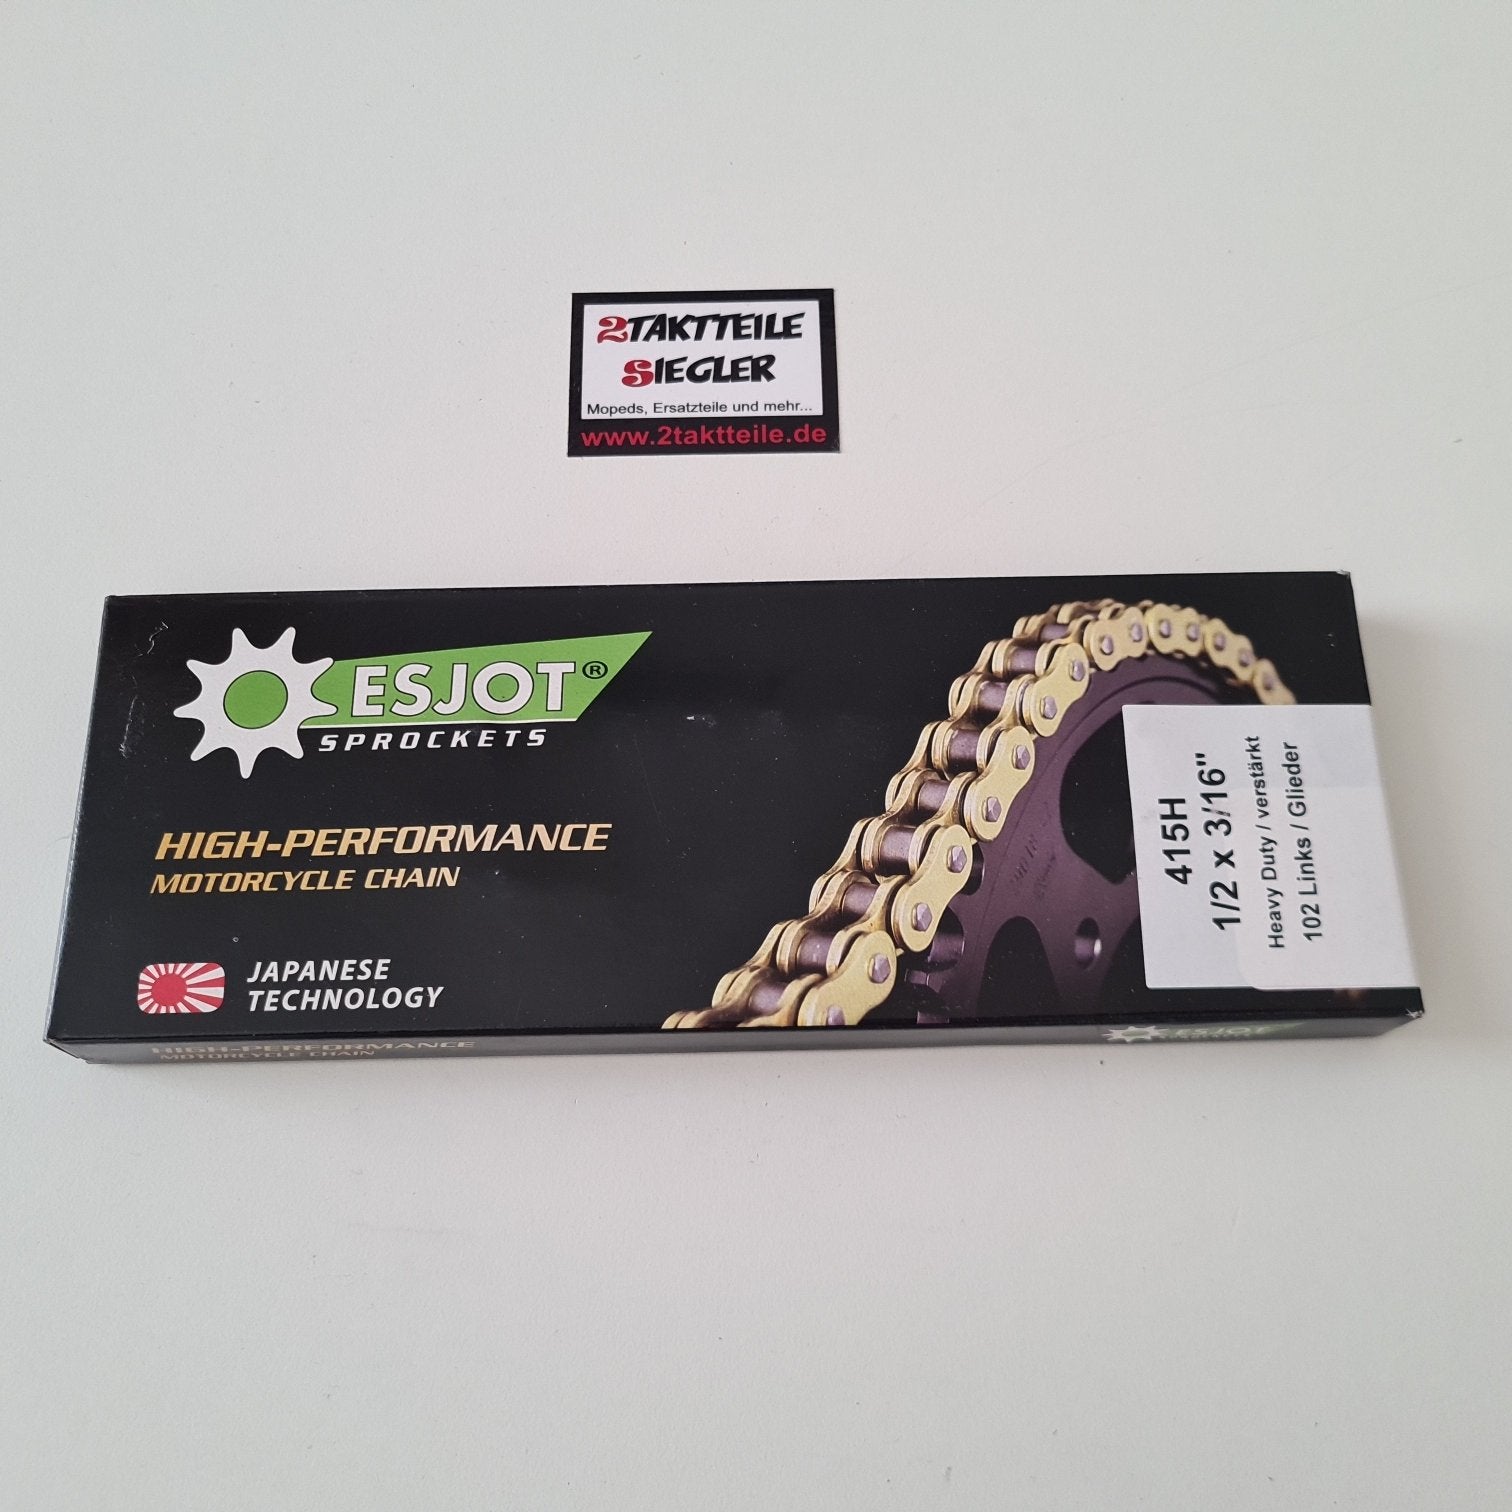 2TAKTTEILE
SIEGLER
Mopeds, Ersatzteile und mehr...
www.2taktteile.de
ESJOT®
SPROCKETS
HIGH-PERFORMANCE
MOTORCYCLE CHAIN
JAPANESE
TECHNOLOGY
415H
1/2 x 3/16"
Heavy Duty / verstärkt
102 Links / Glieder
HIGH-PERFORMANCE
MOTORCYCLE CHAIN
ESJOT